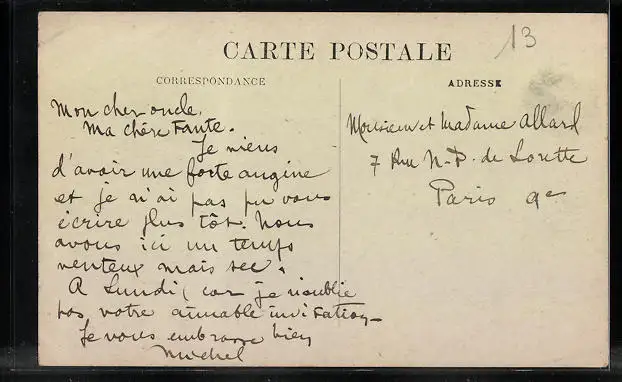 13
CARTE POSTALE
CORRESPONDANCE
ADRESSE
Mon cher oncle,
Ma chère Tante.
Je viens
d'avoir une forte angine
et je n'ai pas pu vous
écrire plus tôt. Nous
avons ici un temps
venteux mais sec.
A Lundi, car je n'oublie
pas votre aimable invitation_
Je vous embrasse bien
Michel
Monsieur et Madame Allard
7 Rue N-D. de Lorette
Paris 9e